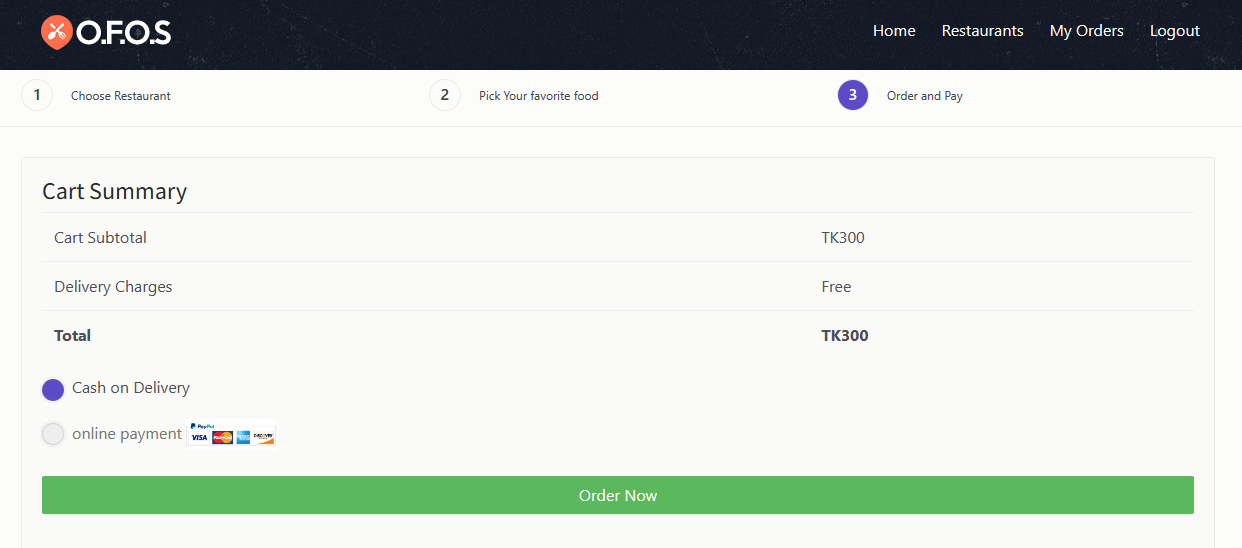 O.F.O.S
Home Restaurants My Orders Logout
1 Choose Restaurant 2 Pick Your favorite food 3 Order and Pay
Cart Summary
Cart Subtotal TK300
Delivery Charges Free
Total TK300
Cash on Delivery
online payment PayPal VISA MasterCard DISCOVER
Order Now